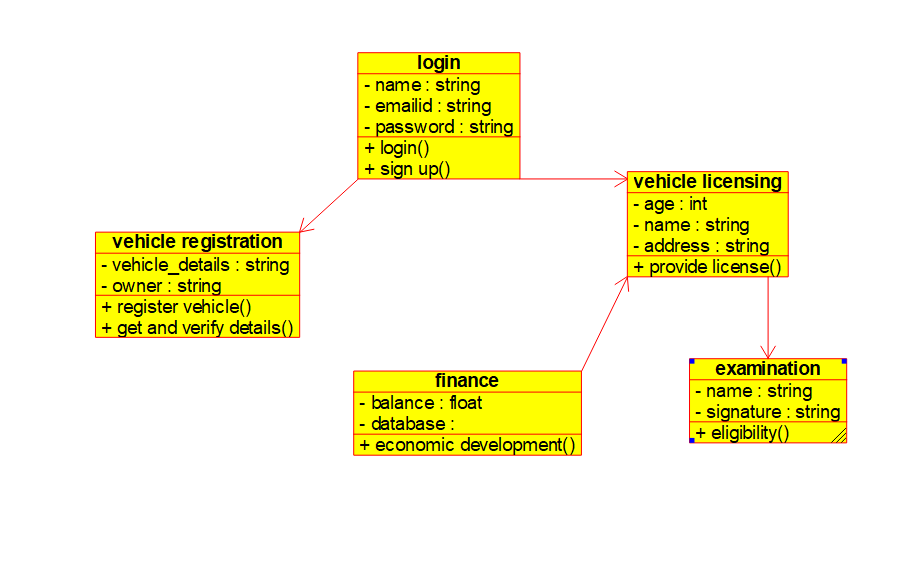 login
- name : string
- emailid : string
- password : string
+ login()
+ sign up()
vehicle licensing
- age : int
- name : string
- address : string
+ provide license()
vehicle registration
- vehicle_details : string
- owner : string
+ register vehicle()
+ get and verify details()
finance
- balance : float
- database :
+ economic development()
examination
- name : string
- signature : string
+ eligibility()